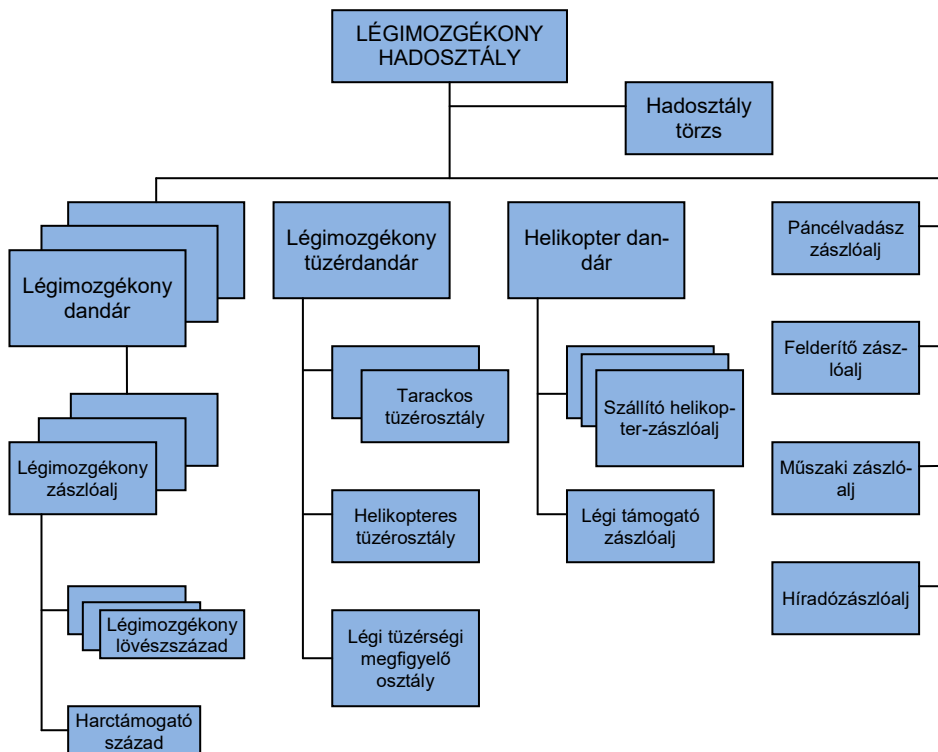 LÉGIMOZGÉKONY
HADOSZTÁLY
Hadosztály
törzs
Légimozgékony
dandár
Légimozgékony
zászlóalj
Légimozgékony
lövészszázad
Harctámogató
század
Légimozgékony
tüzérdandár
Tarackos
tüzérosztály
Helikopteres
tüzérosztály
Légi tüzérségi
megfigyelő
osztály
Helikopter dan-
dár
Szállító helikop-
ter-zászlóalj
Légi támogató
zászlóalj
Páncélvadász
zászlóalj
Felderítő zász-
lóalj
Műszaki zászló-
alj
Híradózászlóalj